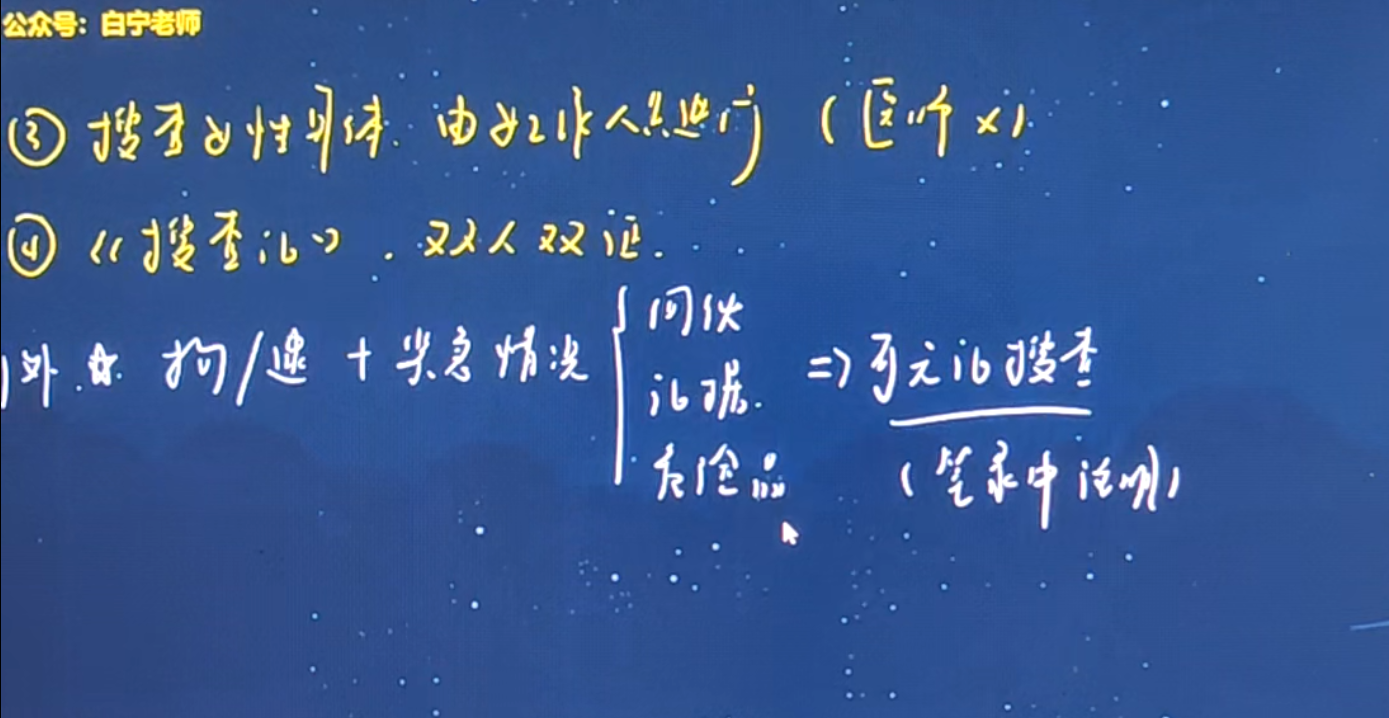 公众号：白宁老师
③ 搜查女性身体. 由女工作人员进行（医师×）.
④《搜查证》. 双人双证.
外. ☆. 拘/逮 + 紧急情况 { 同伙 证据. 危险品 ⇒ 可无证搜查
（笔录中注明）